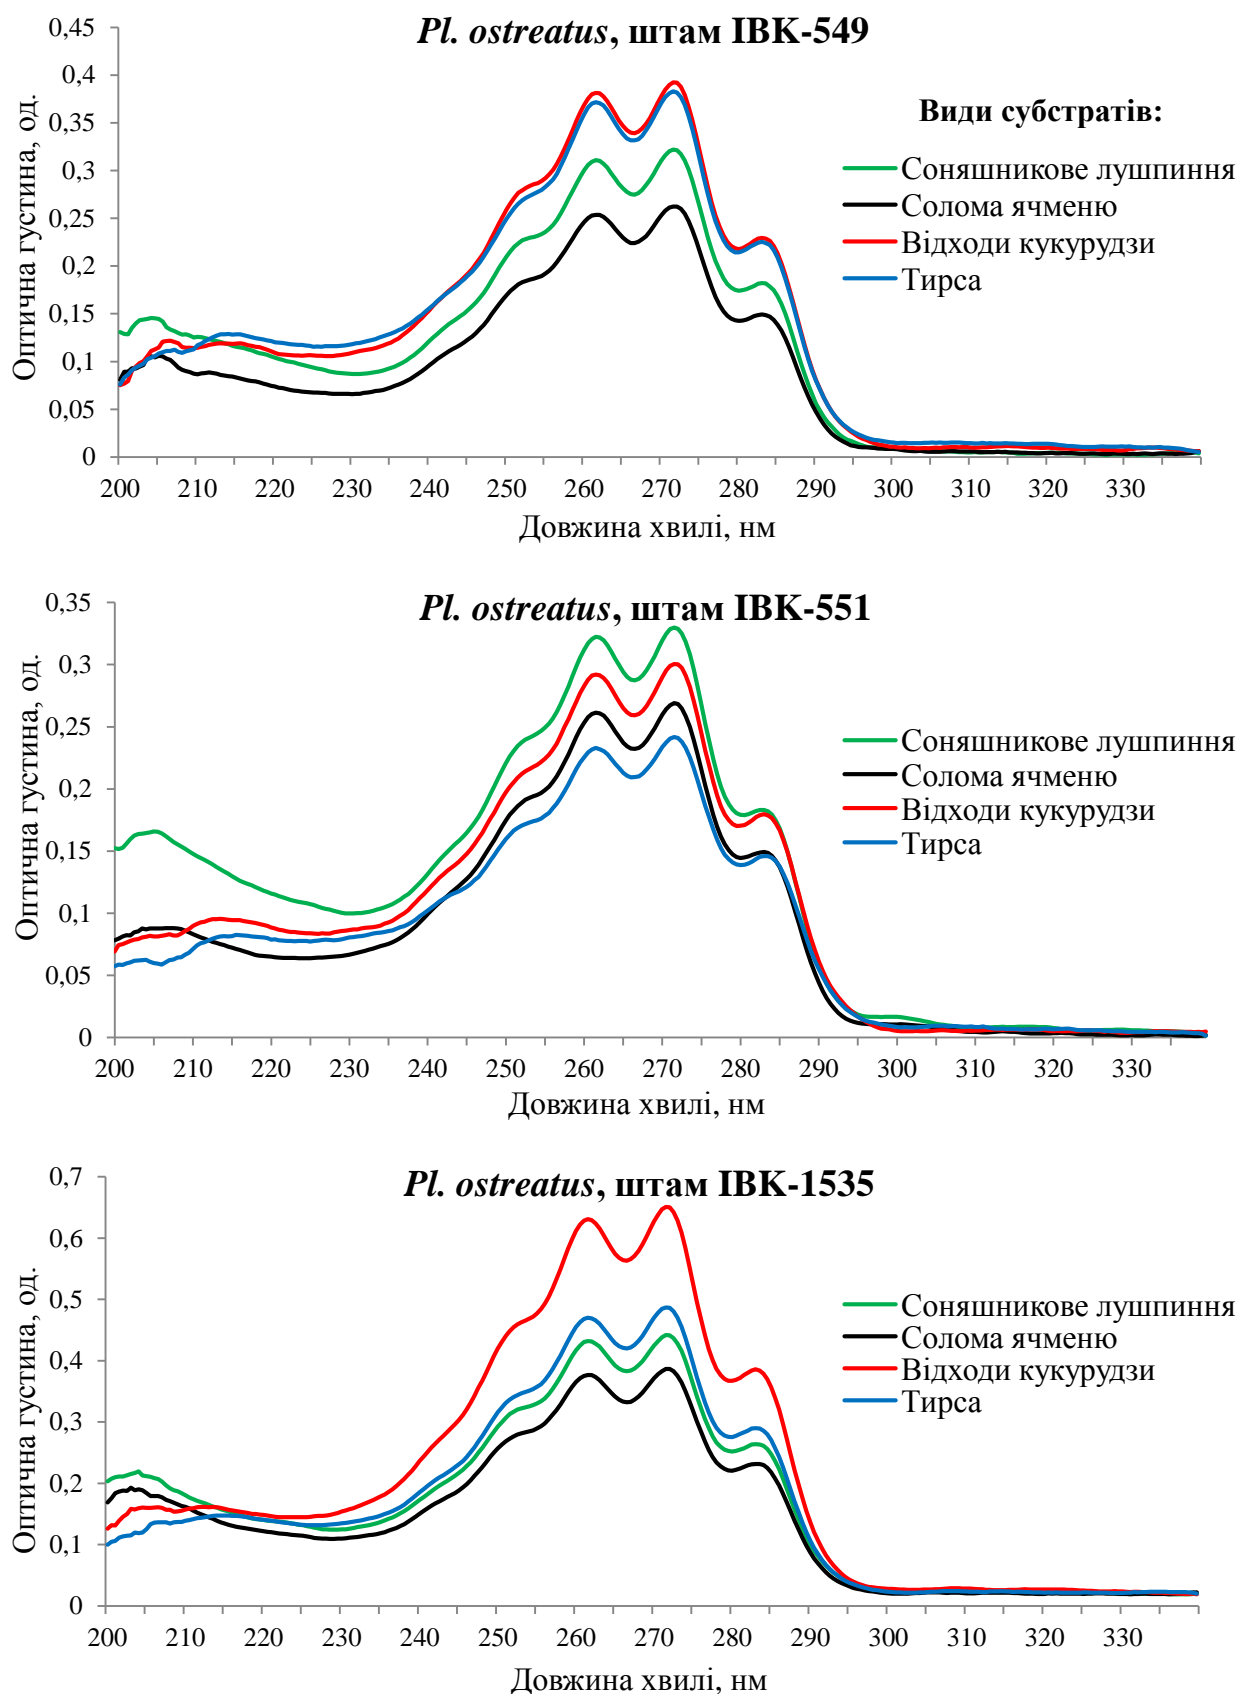 Pl. ostreatus, штам IBK-549
Оптична густина, од.
0,45
0,4
0,35
0,3
0,25
0,2
0,15
0,1
0,05
0
Види субстратів:
Соняшникове лушпиння
Солома ячменю
Відходи кукурудзи
Тирса
200 210 220 230 240 250 260 270 280 290 300 310 320 330
Довжина хвилі, нм
Pl. ostreatus, штам IBK-551
Оптична густина, од.
0,35
0,3
0,25
0,2
0,15
0,1
0,05
0
Соняшникове лушпиння
Солома ячменю
Відходи кукурудзи
Тирса
200 210 220 230 240 250 260 270 280 290 300 310 320 330
Довжина хвилі, нм
Pl. ostreatus, штам IBK-1535
Оптична густина, од.
0,7
0,6
0,5
0,4
0,3
0,2
0,1
0
Соняшникове лушпиння
Солома ячменю
Відходи кукурудзи
Тирса
200 210 220 230 240 250 260 270 280 290 300 310 320 330
Довжина хвилі, нм